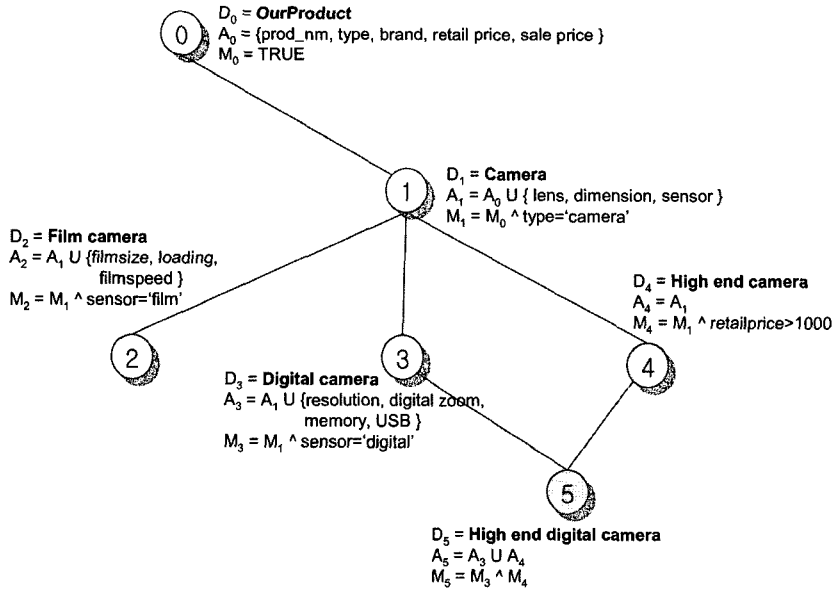 0
D₀ = OurProduct
A₀ = {prod_nm, type, brand, retail price, sale price }
M₀ = TRUE
1
D₁ = Camera
A₁ = A₀ U { lens, dimension, sensor }
M₁ = M₀ ^ type='camera'
D₂ = Film camera
A₂ = A₁ U {filmsize, loading,
filmspeed }
M₂ = M₁ ^ sensor='film'
2
3
D₃ = Digital camera
A₃ = A₁ U {resolution, digital zoom,
memory, USB }
M₃ = M₁ ^ sensor='digital'
D₄ = High end camera
A₄ = A₁
M₄ = M₁ ^ retailprice>1000
4
5
D₅ = High end digital camera
A₅ = A₃ U A₄
M₅ = M₃ ^ M₄